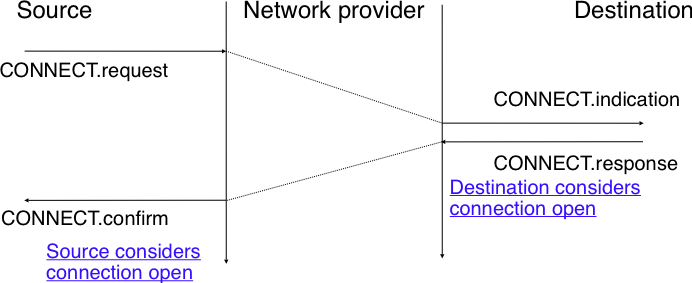 Source
Network provider
Destination
CONNECT.request
CONNECT.indication
CONNECT.response
Destination considers
connection open
CONNECT.confirm
Source considers
connection open